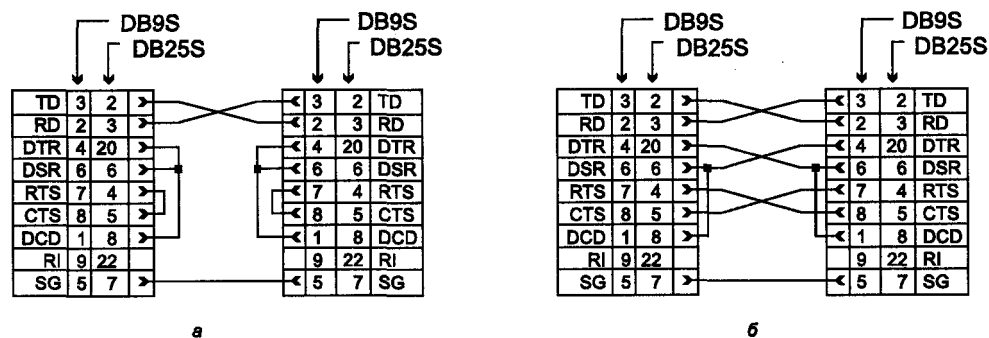 DB9S DB9S DB9S DB9S
DB25S DB25S DB25S DB25S
TD 3 2 3 2 TD TD 3 2 3 2 TD
RD 2 3 2 3 RD RD 2 3 2 3 RD
DTR 4 20 4 20 DTR DTR 4 20 4 20 DTR
DSR 6 6 6 6 DSR DSR 6 6 6 6 DSR
RTS 7 4 7 4 RTS RTS 7 4 7 4 RTS
CTS 8 5 8 5 CTS CTS 8 5 8 5 CTS
DCD 1 8 1 8 DCD DCD 1 8 1 8 DCD
RI 9 22 9 22 RI RI 9 22 9 22 RI
SG 5 7 5 7 SG SG 5 7 5 7 SG
а б